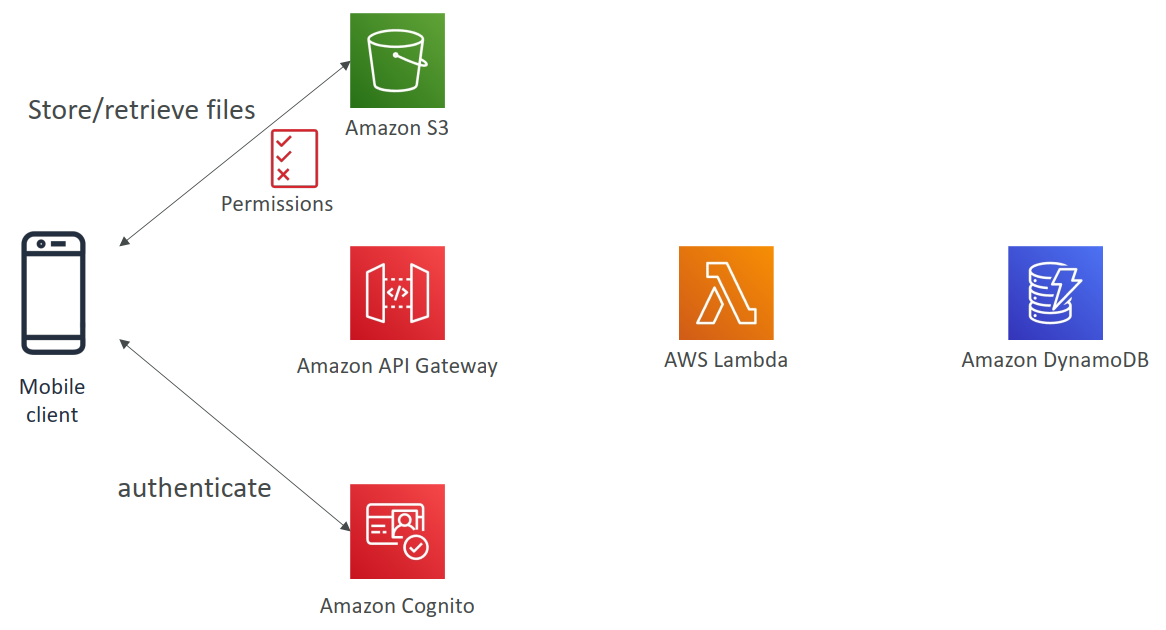 Store/retrieve files
Amazon S3
Permissions
Mobile
client
Amazon API Gateway
AWS Lambda
Amazon DynamoDB
authenticate
Amazon Cognito